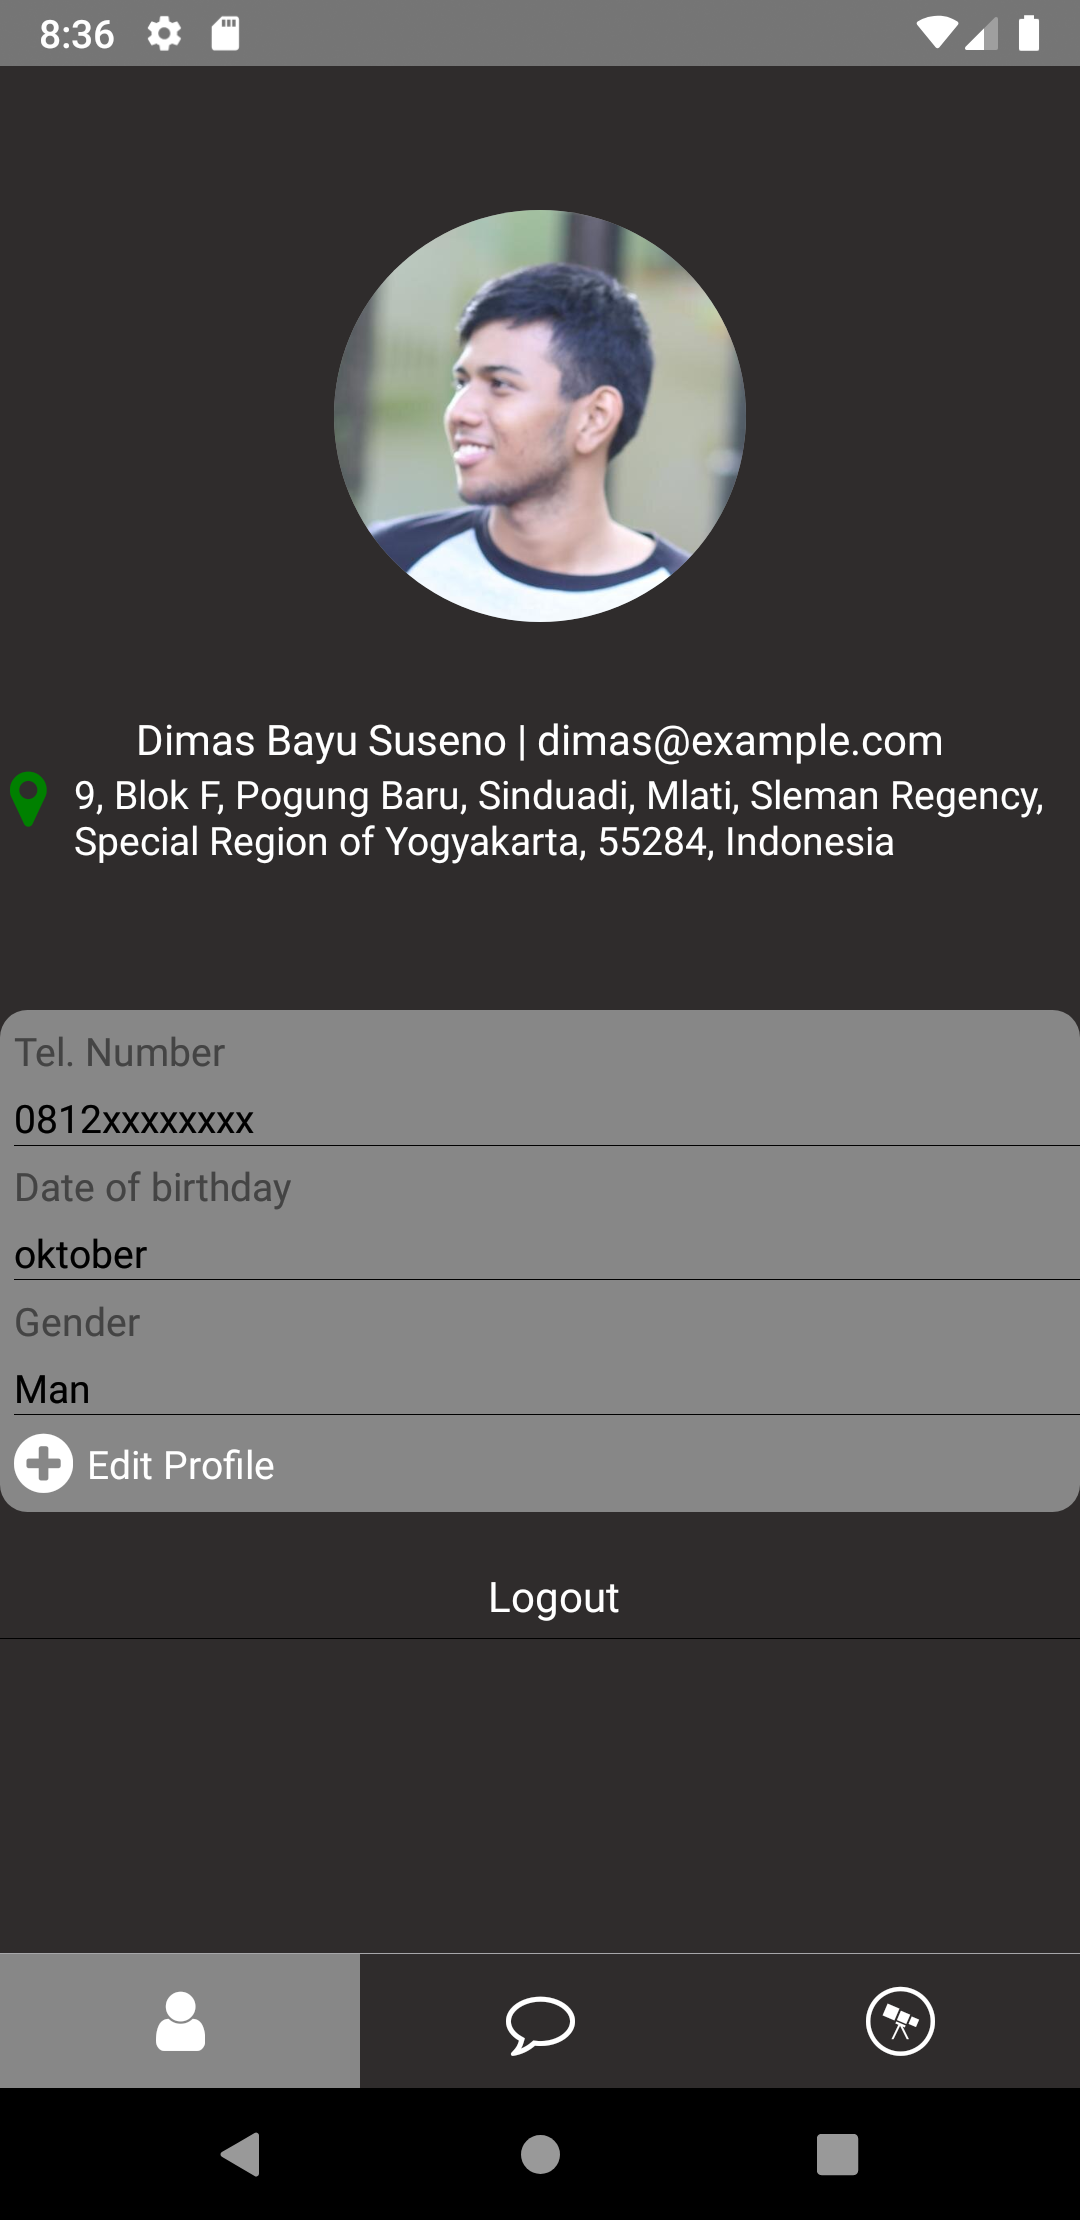 8:36
Dimas Bayu Suseno | dimas@example.com
9, Blok F, Pogung Baru, Sinduadi, Mlati, Sleman Regency,
Special Region of Yogyakarta, 55284, Indonesia
Tel. Number
0812xxxxxxxx
Date of birthday
oktober
Gender
Man
Edit Profile
Logout